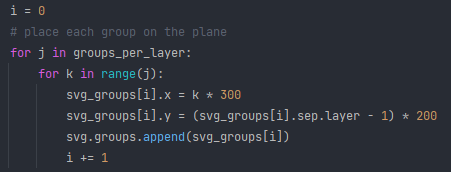 i = 0
# place each group on the plane
for j in groups_per_layer:
    for k in range(j):
        svg_groups[i].x = k * 300
        svg_groups[i].y = (svg_groups[i].sep.layer - 1) * 200
        svg.groups.append(svg_groups[i])
        i += 1